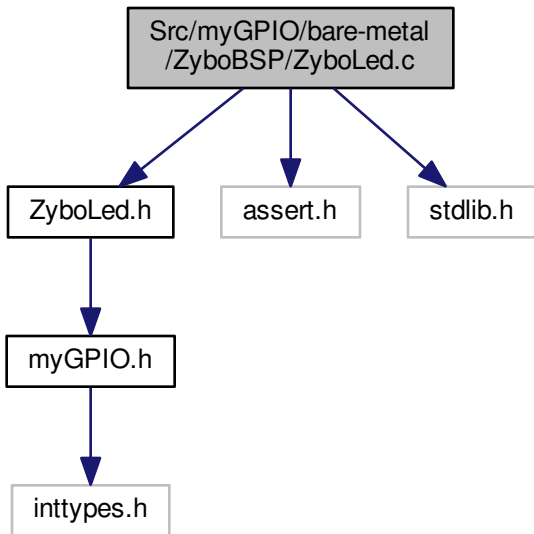 Src/myGPIO/bare-metal
/ZyboBSP/ZyboLed.c
ZyboLed.h
assert.h
stdlib.h
myGPIO.h
inttypes.h